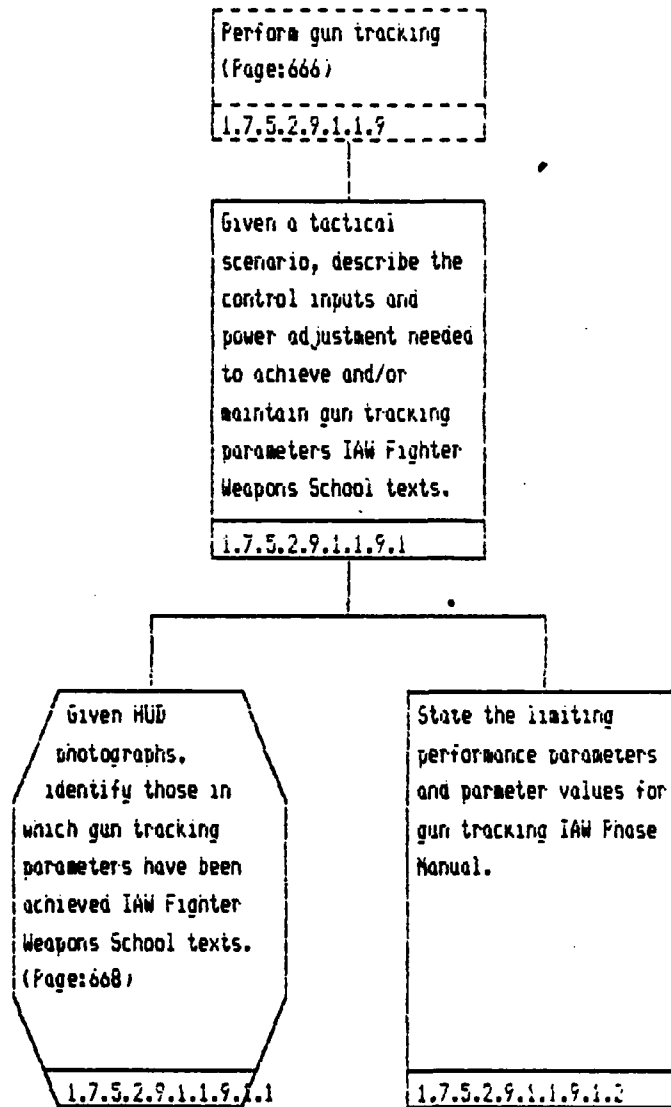 Perform gun tracking
(Page:666)
1.7.5.2.9.1.1.9
Given a tactical
scenario, describe the
control inputs and
power adjustment needed
to achieve and/or
maintain gun tracking
parameters IAW Fighter
Weapons School texts.
1.7.5.2.9.1.1.9.1
Given HUD
photographs,
identify those in
which gun tracking
parameters have been
achieved IAW Fighter
Weapons School texts.
(Page:668)
1.7.5.2.9.1.1.9.1.1
State the limiting
performance parameters
and parmeter values for
gun tracking IAW Phase
Manual.
1.7.5.2.9.1.1.9.1.2